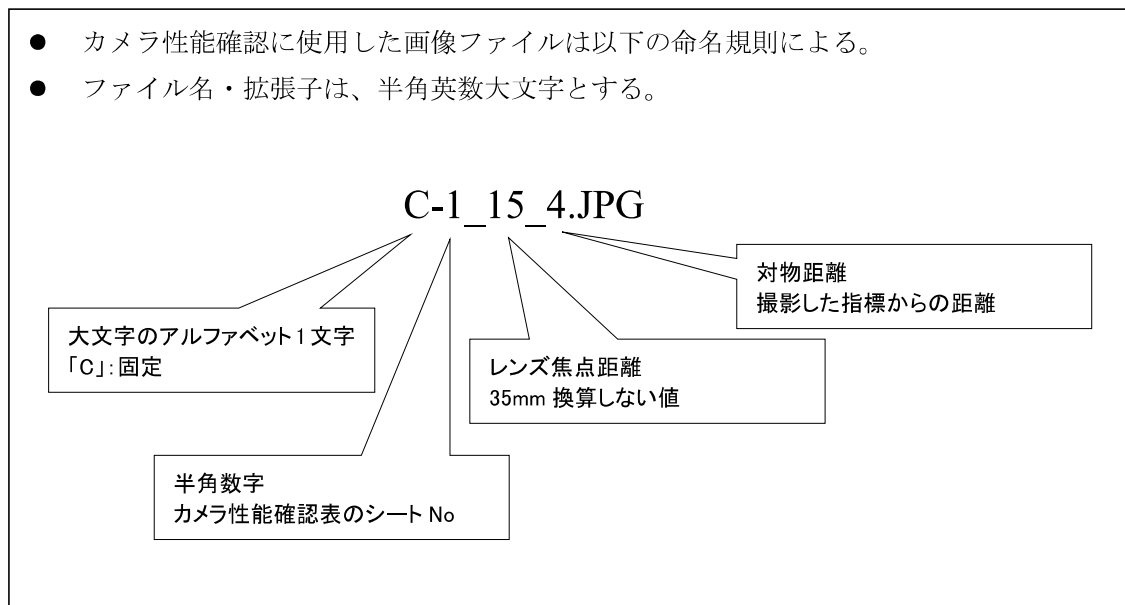 ● カメラ性能確認に使用した画像ファイルは以下の命名規則による。
● ファイル名・拡張子は、半角英数大文字とする。
C-1_15_4.JPG
対物距離
撮影した指標からの距離
大文字のアルファベット1文字
「C」:固定
レンズ焦点距離
35mm 換算しない値
半角数字
カメラ性能確認表のシート No